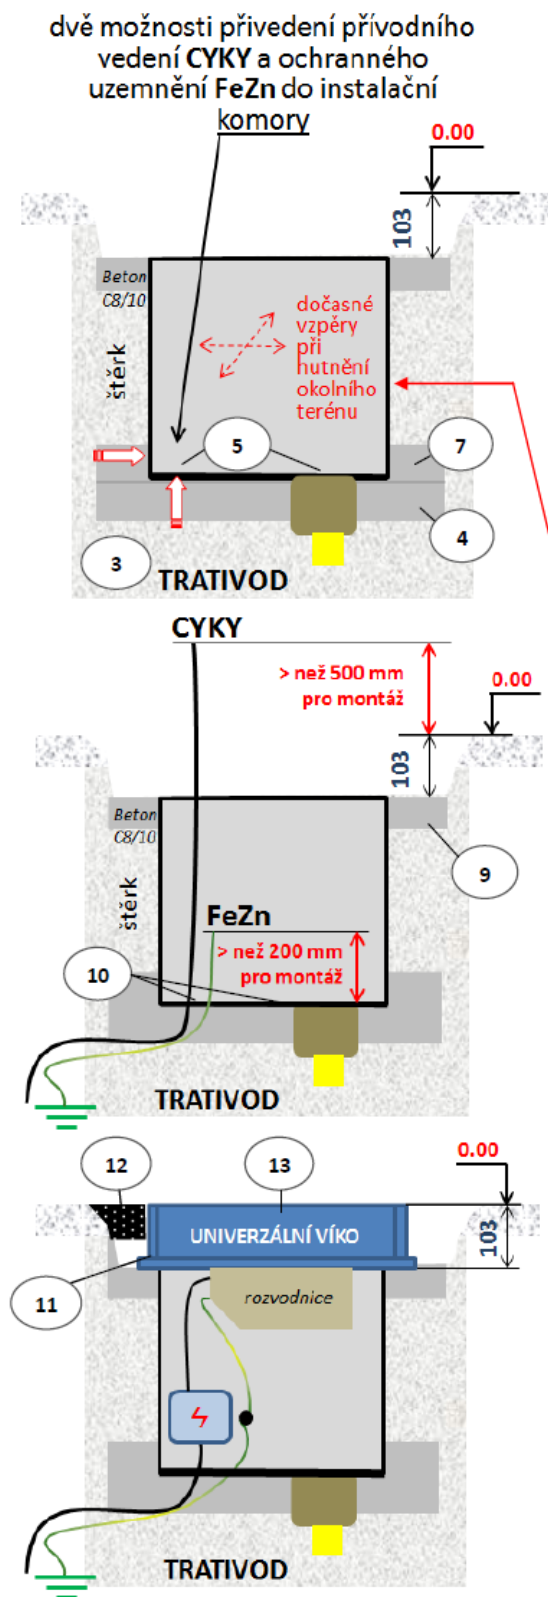 dvě možnosti přivedení přívodního
vedení CYKY a ochranného
uzemnění FeZn do instalační
komory
0.00
103
Beton
C8/10
štěrk
dočasné
vzpěry
při
hutnění
okolního
terénu
5
7
4
3
TRATIVOD
CYKY
> než 500 mm
pro montáž
0.00
103
Beton
C8/10
štěrk
9
FeZn
> než 200 mm
pro montáž
10
TRATIVOD
12
13
0.00
103
UNIVERZÁLNÍ VÍKO
11
rozvodnice
TRATIVOD